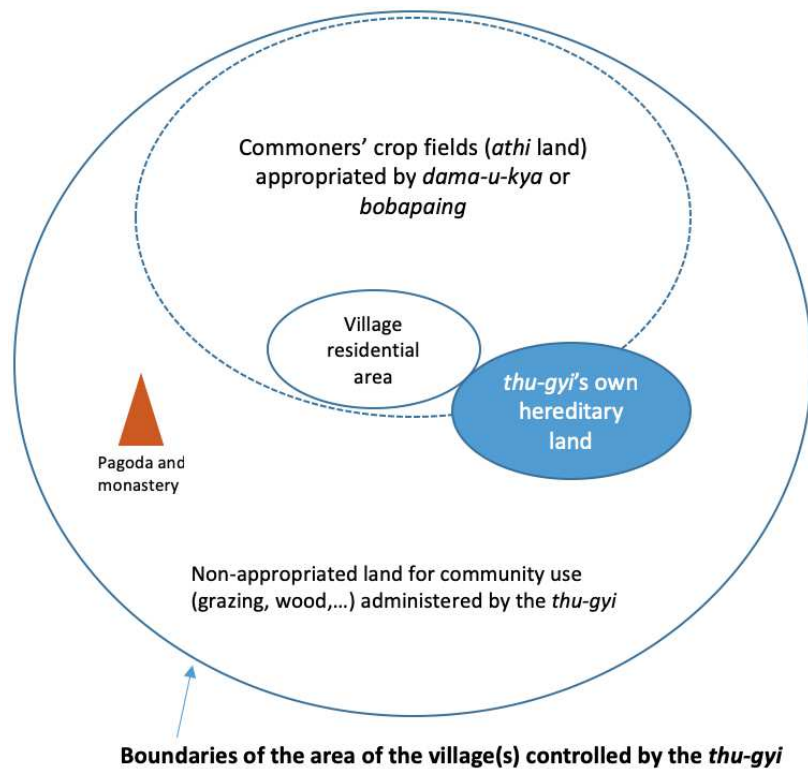 Commoners' crop fields (athi land)
appropriated by dama-u-kya or
bobapaing
Village
residential
area
thu-gyi's own
hereditary
land
Pagoda and
monastery
Non-appropriated land for community use
(grazing, wood,...) administered by the thu-gyi
Boundaries of the area of the village(s) controlled by the thu-gyi